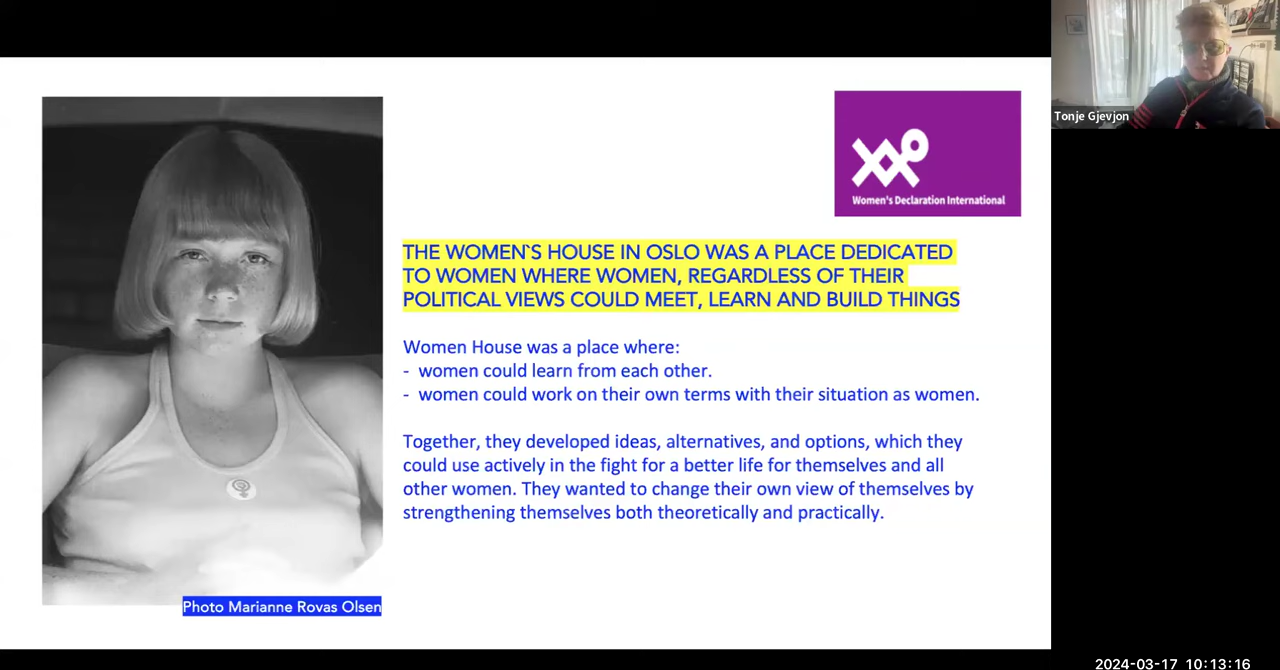 Tonje Gjevjon
Women's Declaration International
THE WOMEN`S HOUSE IN OSLO WAS A PLACE DEDICATED
TO WOMEN WHERE WOMEN, REGARDLESS OF THEIR
POLITICAL VIEWS COULD MEET, LEARN AND BUILD THINGS
Women House was a place where:
- women could learn from each other.
- women could work on their own terms with their situation as women.
Together, they developed ideas, alternatives, and options, which they
could use actively in the fight for a better life for themselves and all
other women. They wanted to change their own view of themselves by
strengthening themselves both theoretically and practically.
Photo Marianne Rovas Olsen
2024-03-17 10:13:16